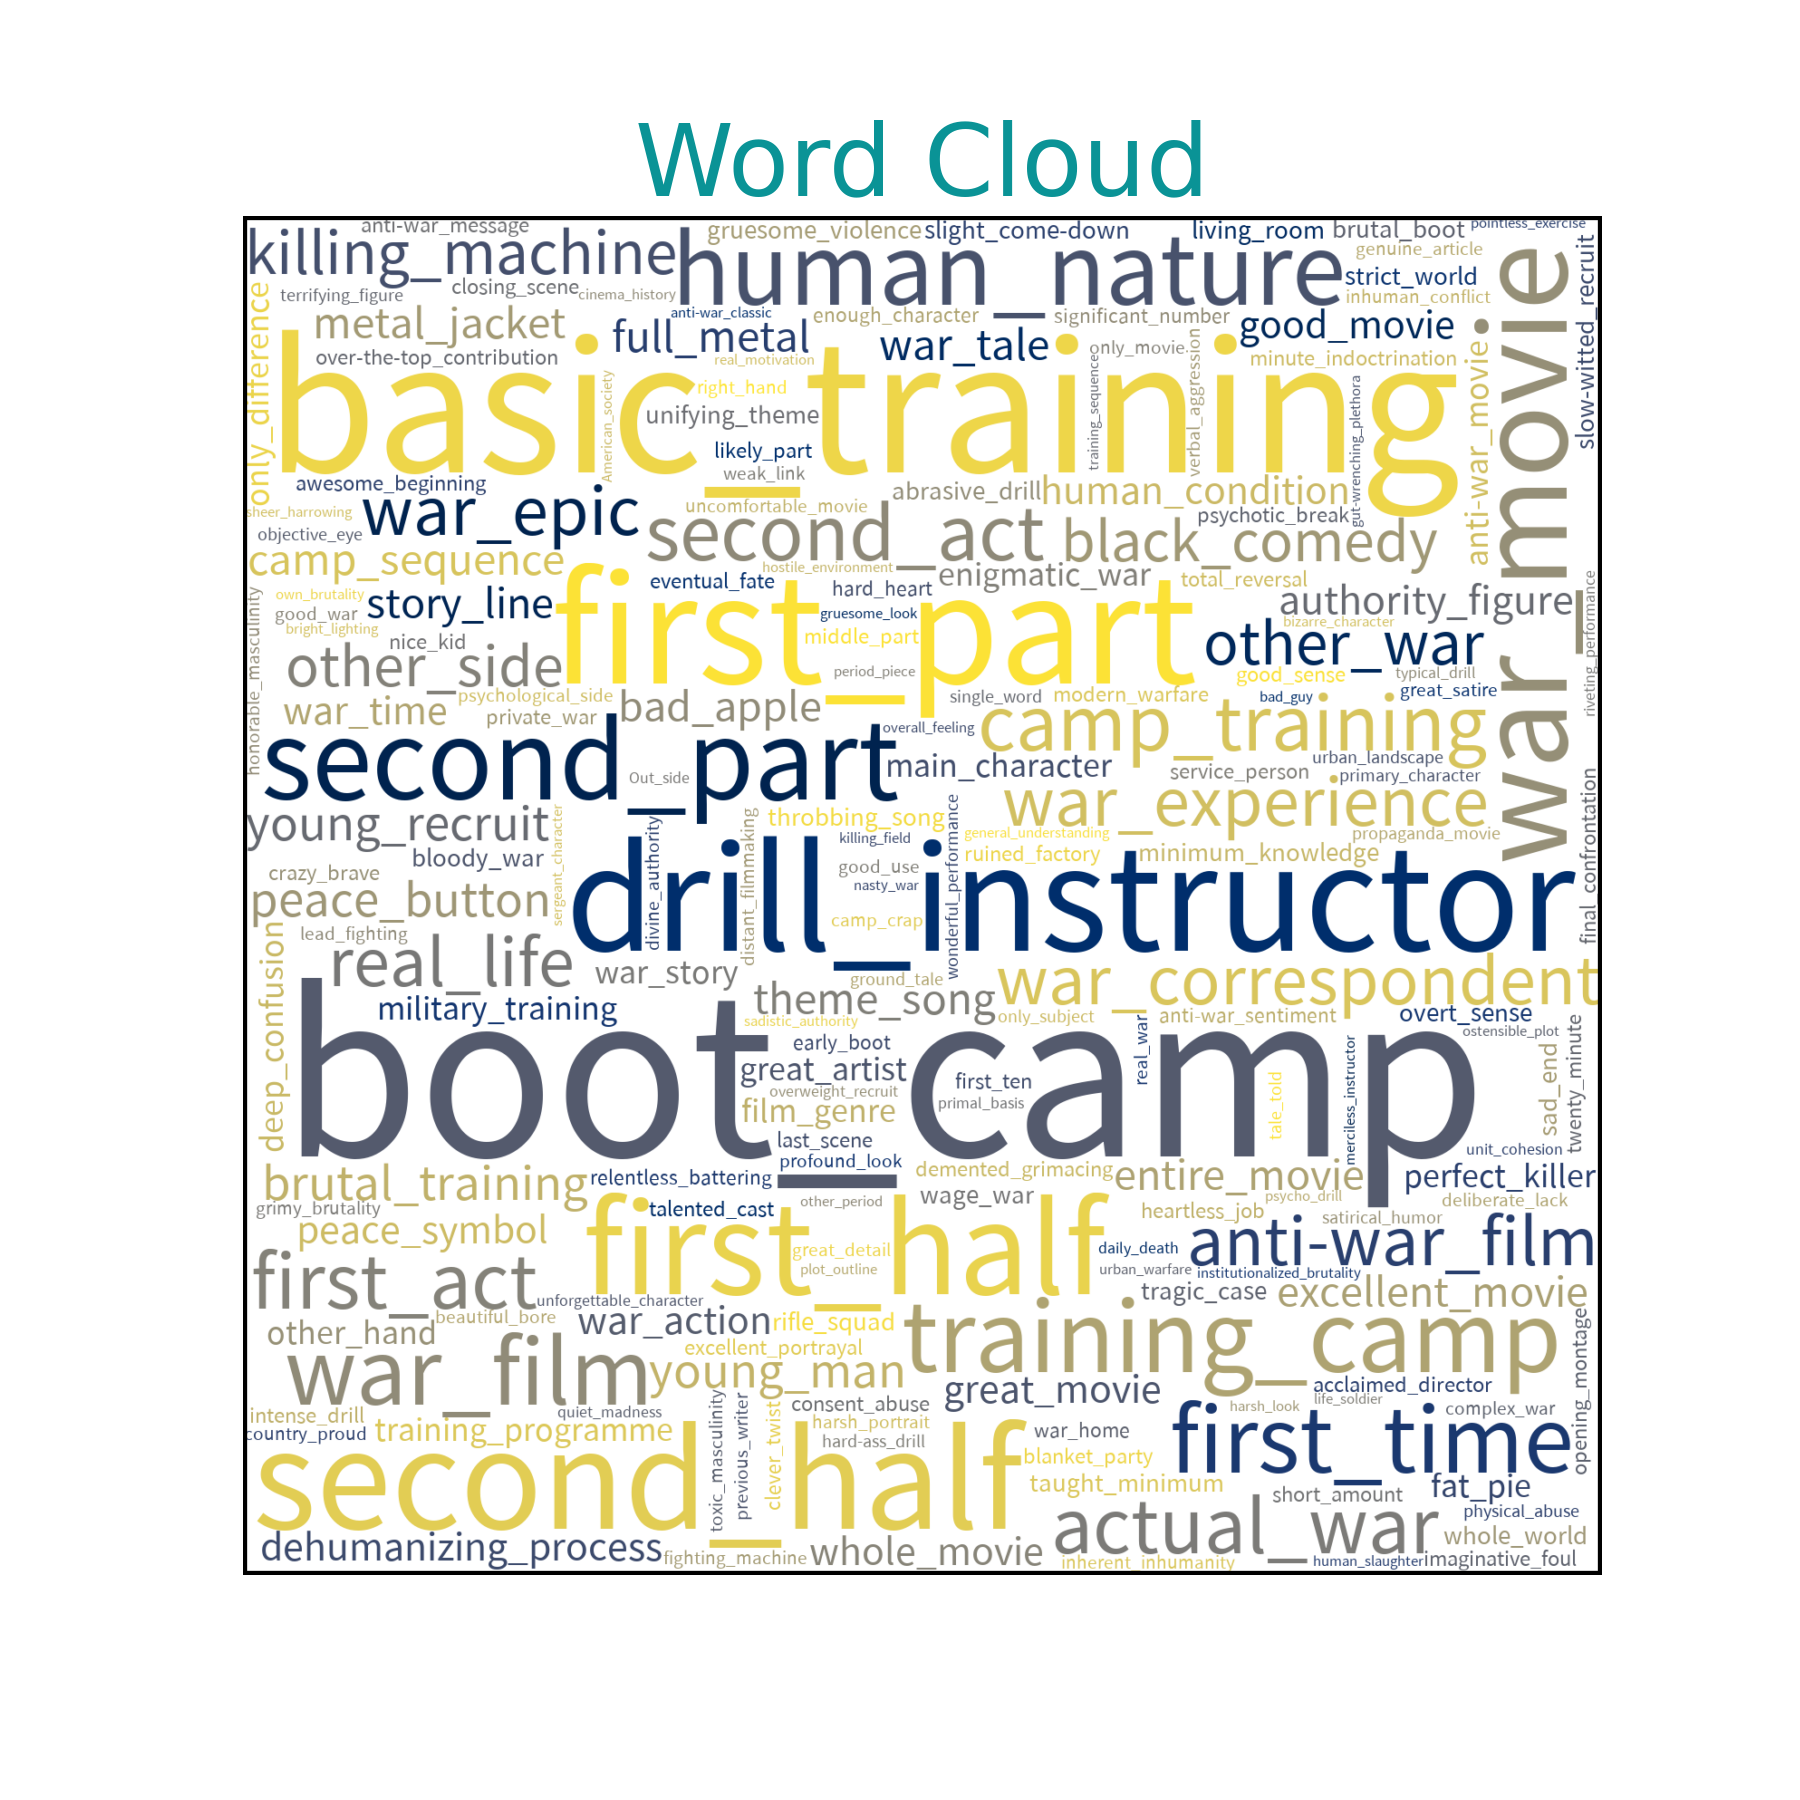 Word Cloud
anti-war_message
gruesome_violence
slight_come-down
living_room
brutal_boot
pointless_exercise
killing_machine
human_nature
genuine_article
strict_world
inhuman_conflict
terrifying_figure
closing_scene
cinema_history
metal_jacket
full_metal
anti-war_classic
enough_character
significant_number
good_movie
war_movie
slow-witted_recruit
only_difference
over-the-top_contribution
real_motivation
war_tale
only_movie
minute_indoctrination
anti-war_movie
basic_training
American_society
right_hand
unifying_theme
likely_part
weak_link
training_sequence
verbal_aggression
gut-wrenching_plethora
awesome_beginning
sheer_harrowing
objective_eye
war_epic
uncomfortable_movie
abrasive_drill
human_condition
psychotic_break
second_act
black_comedy
camp_sequence
hostile_environment
enigmatic_war
total_reversal
own_brutality
good_war
bright_lighting
story_line
first_part
eventual_fate
hard_heart
gruesome_look
middle_part
authority_figure
bizarre_character
riveting_performance
honorable_masculinity
nice_kid
other_side
period_piece
other_war
good_sense
typical_drill
war_time
psychological_side
private_war
bad_apple
single_word
modern_warfare
bad_guy
great_satire
second_part
Out_side
overall_feeling
main_character
camp_training
urban_landscape
service_person
primary_character
final_confrontation
young_recruit
bloody_war
sergeant_character
divine_authority
distant_filmmaking
throbbing_song
killing_field
wonderful_performance
war_experience
general_understanding
propaganda_movie
crazy_brave
peace_button
drill_instructor
good_use
nasty_war
camp_crap
ruined_factory
minimum_knowledge
lead_fighting
deep_confusion
real_life
war_story
ground_tale
war_correspondent
military_training
theme_song
only_subject
anti-war_sentiment
overt_sense
sadistic_authority
boot_camp
early_boot
great_artist
overweight_recruit
film_genre
first_ten
primal_basis
real_war
tale_told
merciless_instructor
ostensible_plot
sad_end
twenty_minute
last_scene
profound_look
unit_cohesion
brutal_training
relentless_battering
demented_grimacing
entire_movie
perfect_killer
grimy_brutality
talented_cast
other_period
wage_war
psycho_drill
heartless_job
deliberate_lack
satirical_humor
peace_symbol
first_half
great_detail
plot_outline
daily_death
anti-war_film
first_act
urban_warfare
institutionalized_brutality
unforgettable_character
tragic_case
excellent_movie
beautiful_bore
other_hand
war_action
rifle_squad
training_camp
opening_montage
war_film
excellent_portrayal
young_man
great_movie
acclaimed_director
life_soldier
intense_drill
quiet_madness
toxic_masculinity
previous_writer
clever_twist
consent_abuse
harsh_portrait
harsh_look
complex_war
country_proud
training_programme
hard-ass_drill
war_home
first_time
second_half
blanket_party
taught_minimum
short_amount
fat_pie
physical_abuse
actual_war
whole_world
dehumanizing_process
fighting_machine
whole_movie
inherent_inhumanity
human_slaughter
imaginative_foul